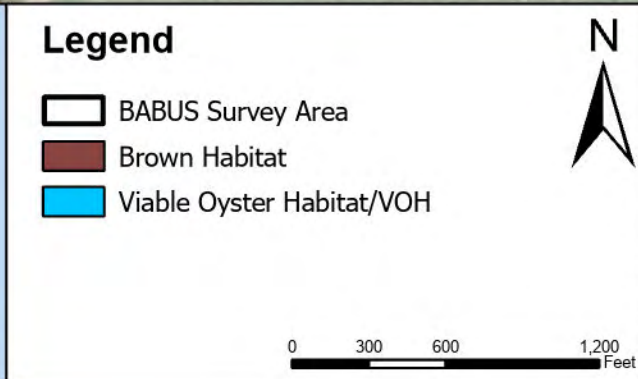 Legend
N
BABUS Survey Area
Brown Habitat
Viable Oyster Habitat/VOH
0 300 600 1,200
Feet